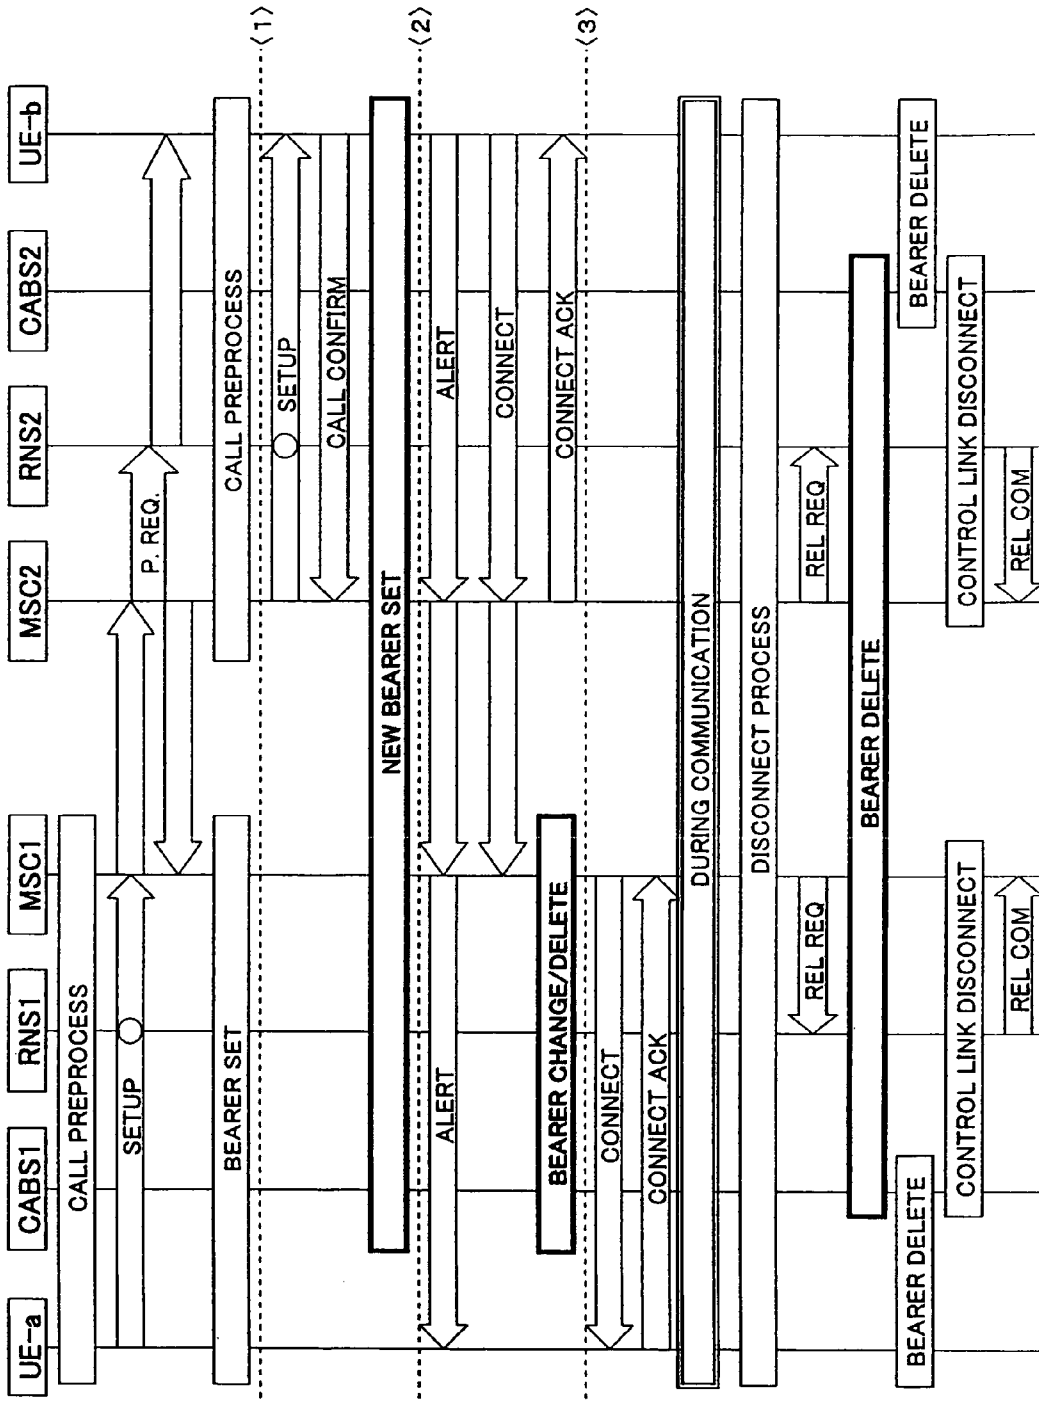 UE-a CABS1 RNS1 MSC1 MSC2 RNS2 CABS2 UE-b
CALL PREPROCESS
SETUP
P. REQ.
BEARER SET
CALL PREPROCESS
<1>
SETUP
CALL CONFIRM
NEW BEARER SET
<2>
ALERT
ALERT
CONNECT
BEARER CHANGE/DELETE
CONNECT ACK
<3>
CONNECT
CONNECT ACK
DURING COMMUNICATION
DISCONNECT PROCESS
REL REQ
REL REQ
BEARER DELETE
BEARER DELETE
BEARER DELETE
CONTROL LINK DISCONNECT
CONTROL LINK DISCONNECT
REL COM
REL COM